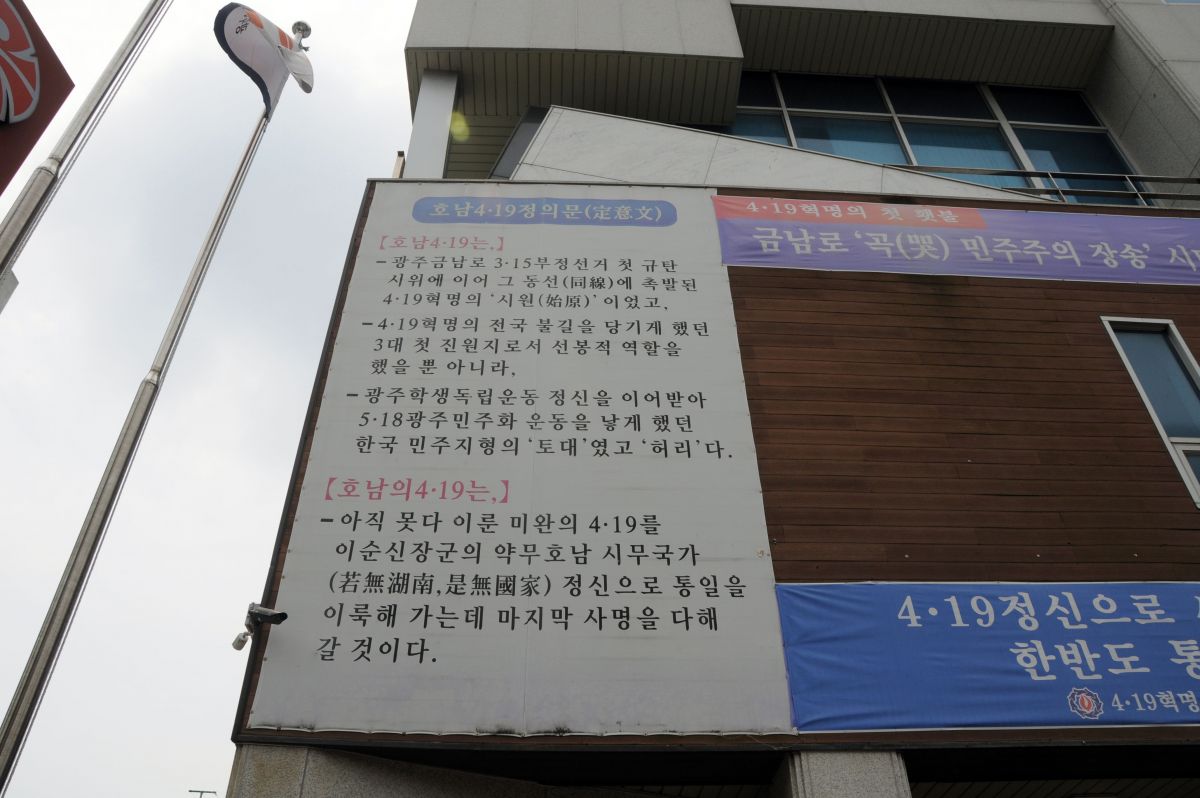 호남4·19정의문(定意文)
【호남4·19는,】
-광주금남로 3·15부정선거 첫 규탄
시위에 이어 그 동선(同線)에 촉발된
4·19혁명의 '시원(始原)'이었고,
-4·19혁명의 전국 불길을 당기게 했던
3대 첫 진원지로서 선봉적 역할을
했을 뿐 아니라,
-광주학생독립운동 정신을 이어받아
5·18광주민주화 운동을 낳게 했던
한국 민주지형의 '토대'였고 '허리'다.
【호남의4·19는,】
-아직 못다 이룬 미완의 4·19를
이순신장군의 약무호남 시무국가
(若無湖南,是無國家) 정신으로 통일을
이룩해 가는데 마지막 사명을 다해
갈 것이다.
4·19혁명의 첫 횃불
금남로 '곡(哭) 민주주의 장송'
4·19정신으로
한반도
4·19혁명